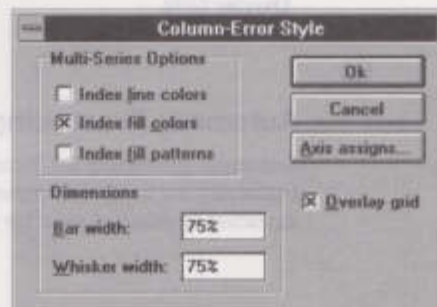 Column-Error Style
Multi-Series Options
Index line colors
Index fill colors
Index fill patterns
Ok
Cancel
Axis assigns...
Dimensions
Bar width: 75%
Whisker width: 75%
Overlay grid